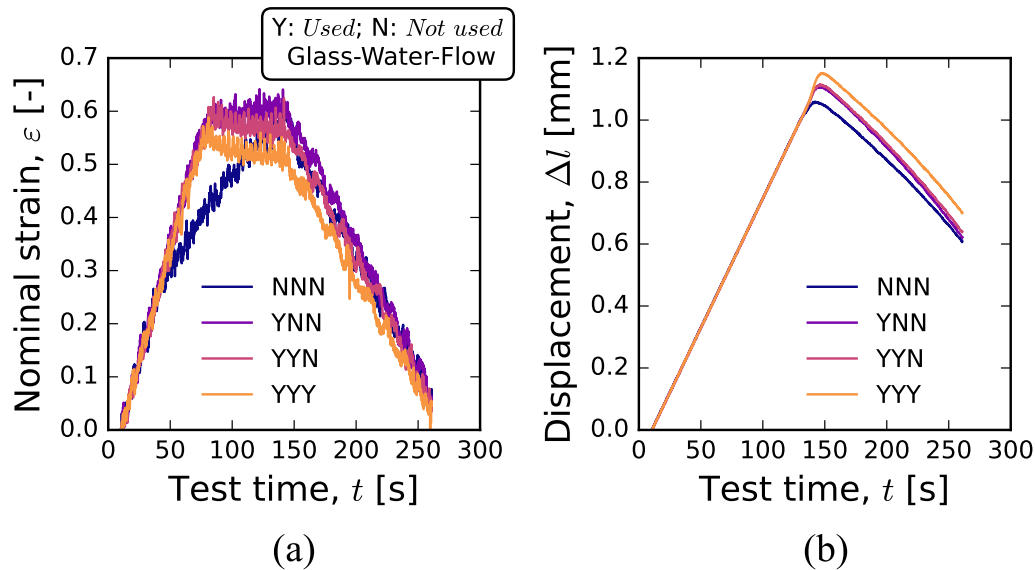 Y: Used; N: Not used
Glass-Water-Flow
Nominal strain, ε [-]
0.7
0.6
0.5
0.4
0.3
0.2
0.1
0.0
NNN
YNN
YYN
YYY
0 50 100 150 200 250 300
Test time, t [s]
(a)
Displacement, Δl [mm]
1.2
1.0
0.8
0.6
0.4
0.2
0.0
NNN
YNN
YYN
YYY
0 50 100 150 200 250 300
Test time, t [s]
(b)